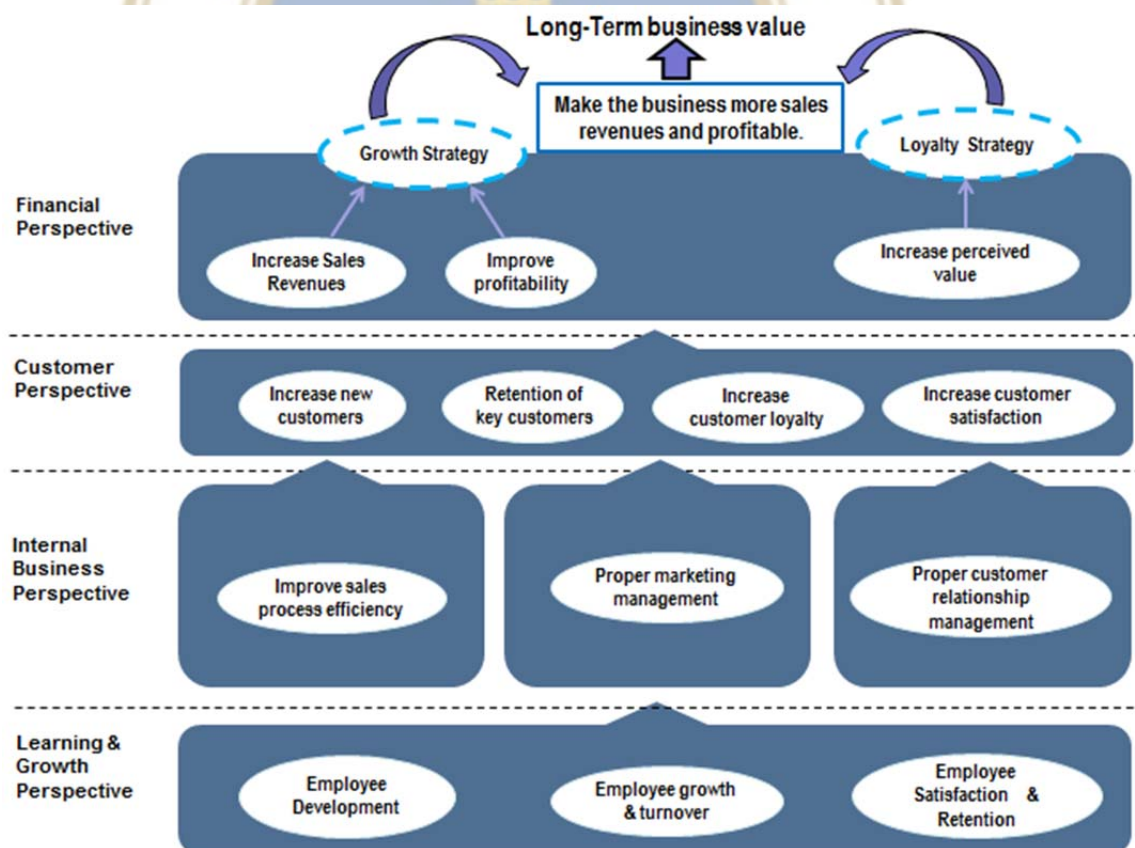 Long-Term business value
Make the business more sales
revenues and profitable.
Growth Strategy
Loyalty Strategy
Financial
Perspective
Increase Sales
Revenues
Improve
profitability
Increase perceived
value
Customer
Perspective
Increase new
customers
Retention of
key customers
Increase
customer loyalty
Increase customer
satisfaction
Internal
Business
Perspective
Improve sales
process efficiency
Proper marketing
management
Proper customer
relationship
management
Learning &
Growth
Perspective
Employee
Development
Employee growth
& turnover
Employee
Satisfaction &
Retention